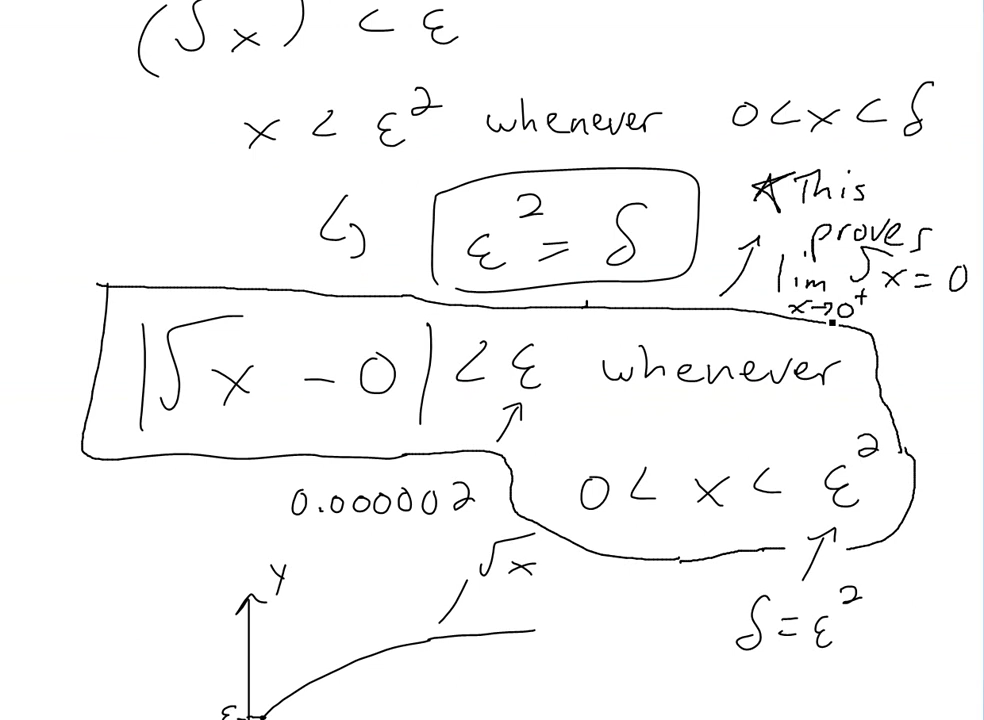 (√x) < ε
x < ε² whenever 0 < x < δ
↳ ε² = δ
★ This
proves
lim √x = 0
x→0⁺
|√x - 0| < ε whenever
0 < x < ε²
0.000002
δ = ε²
√x
y
ε